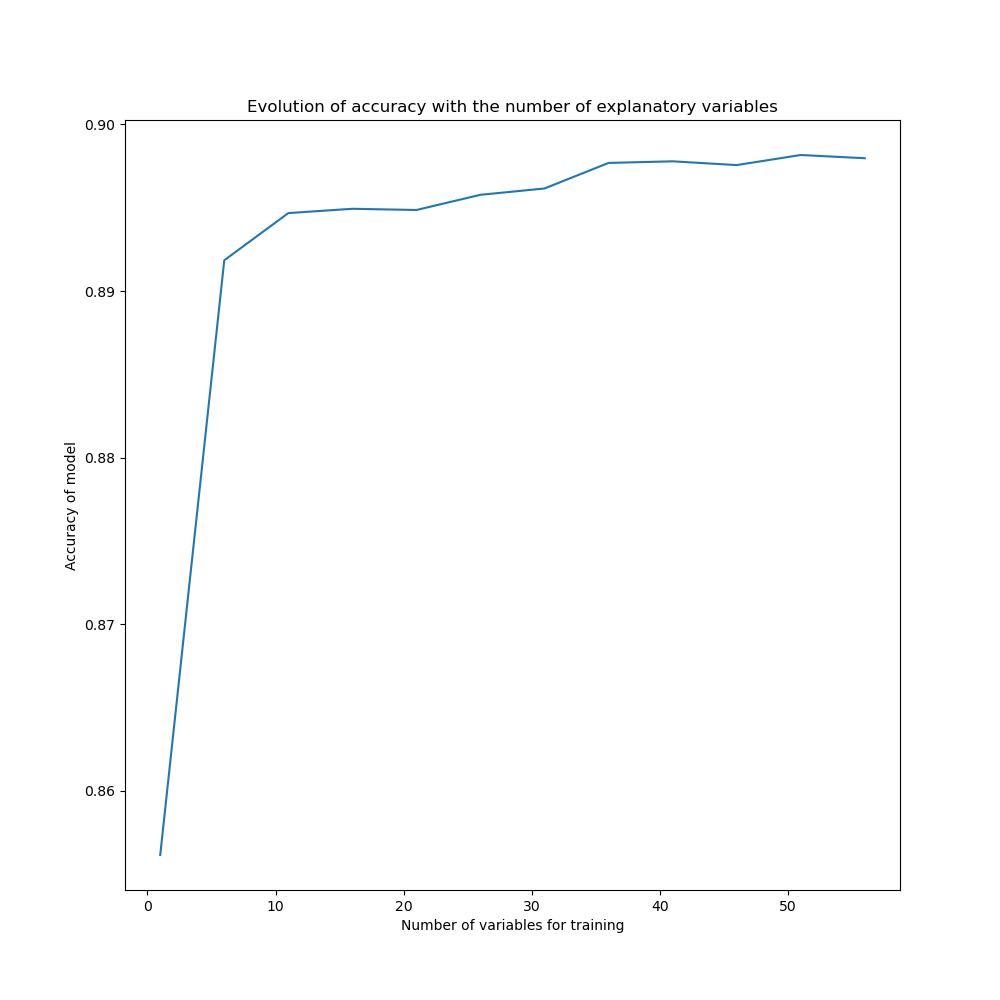 Evolution of accuracy with the number of explanatory variables
0.90
0.89
0.88
0.87
0.86
Accuracy of model
0 10 20 30 40 50
Number of variables for training